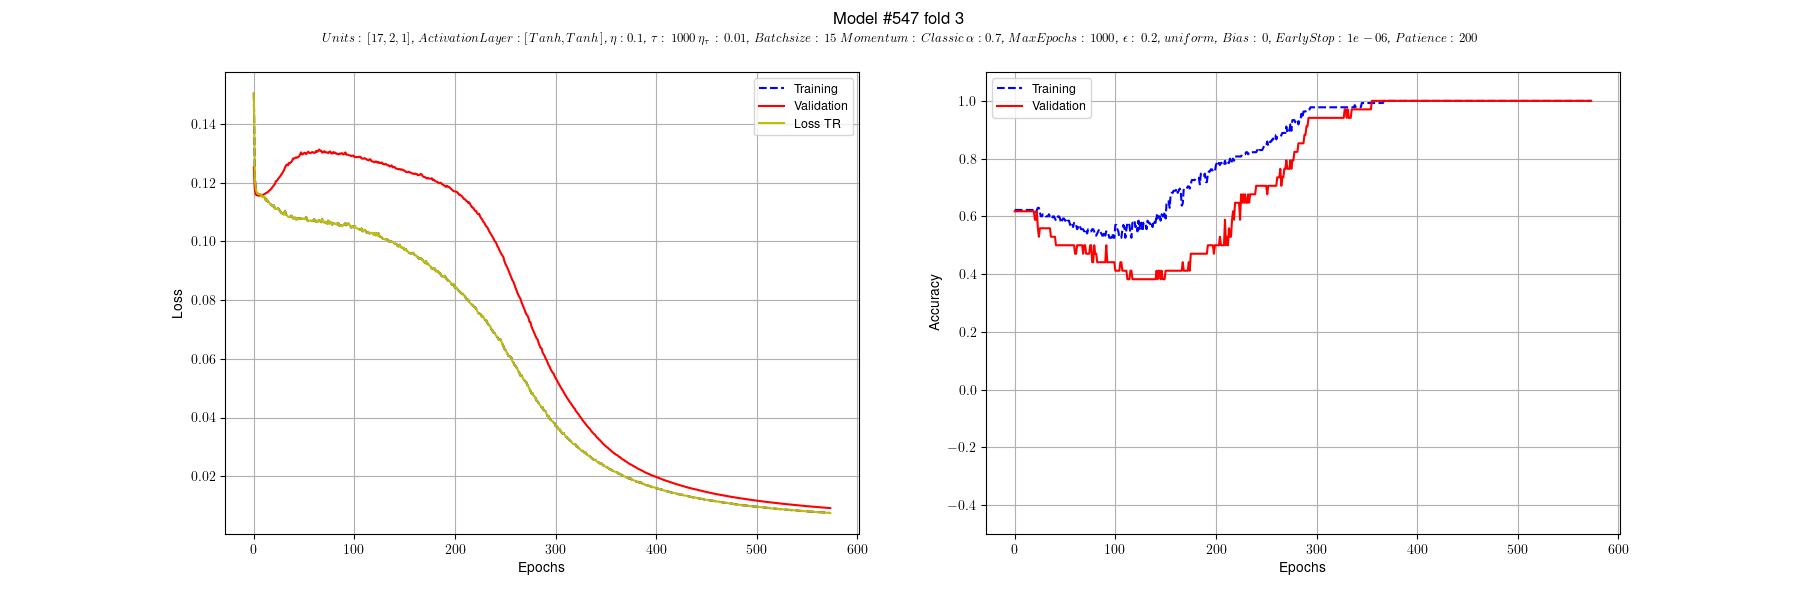 Model #547 fold 3
Units : [17, 2, 1], ActivationLayer : [Tanh, Tanh], η : 0.1, τ : 1000 η_τ : 0.01, Batchsize : 15 Momentum : Classic α : 0.7, MaxEpochs : 1000, ϵ : 0.2, uniform, Bias : 0, EarlyStop : 1e − 06, Patience : 200
Training
Validation
Loss TR
0.14
0.12
0.10
0.08
0.06
0.04
0.02
Loss
0 100 200 300 400 500 600
Epochs
Training
Validation
1.0
0.8
0.6
0.4
0.2
0.0
−0.2
−0.4
Accuracy
0 100 200 300 400 500 600
Epochs